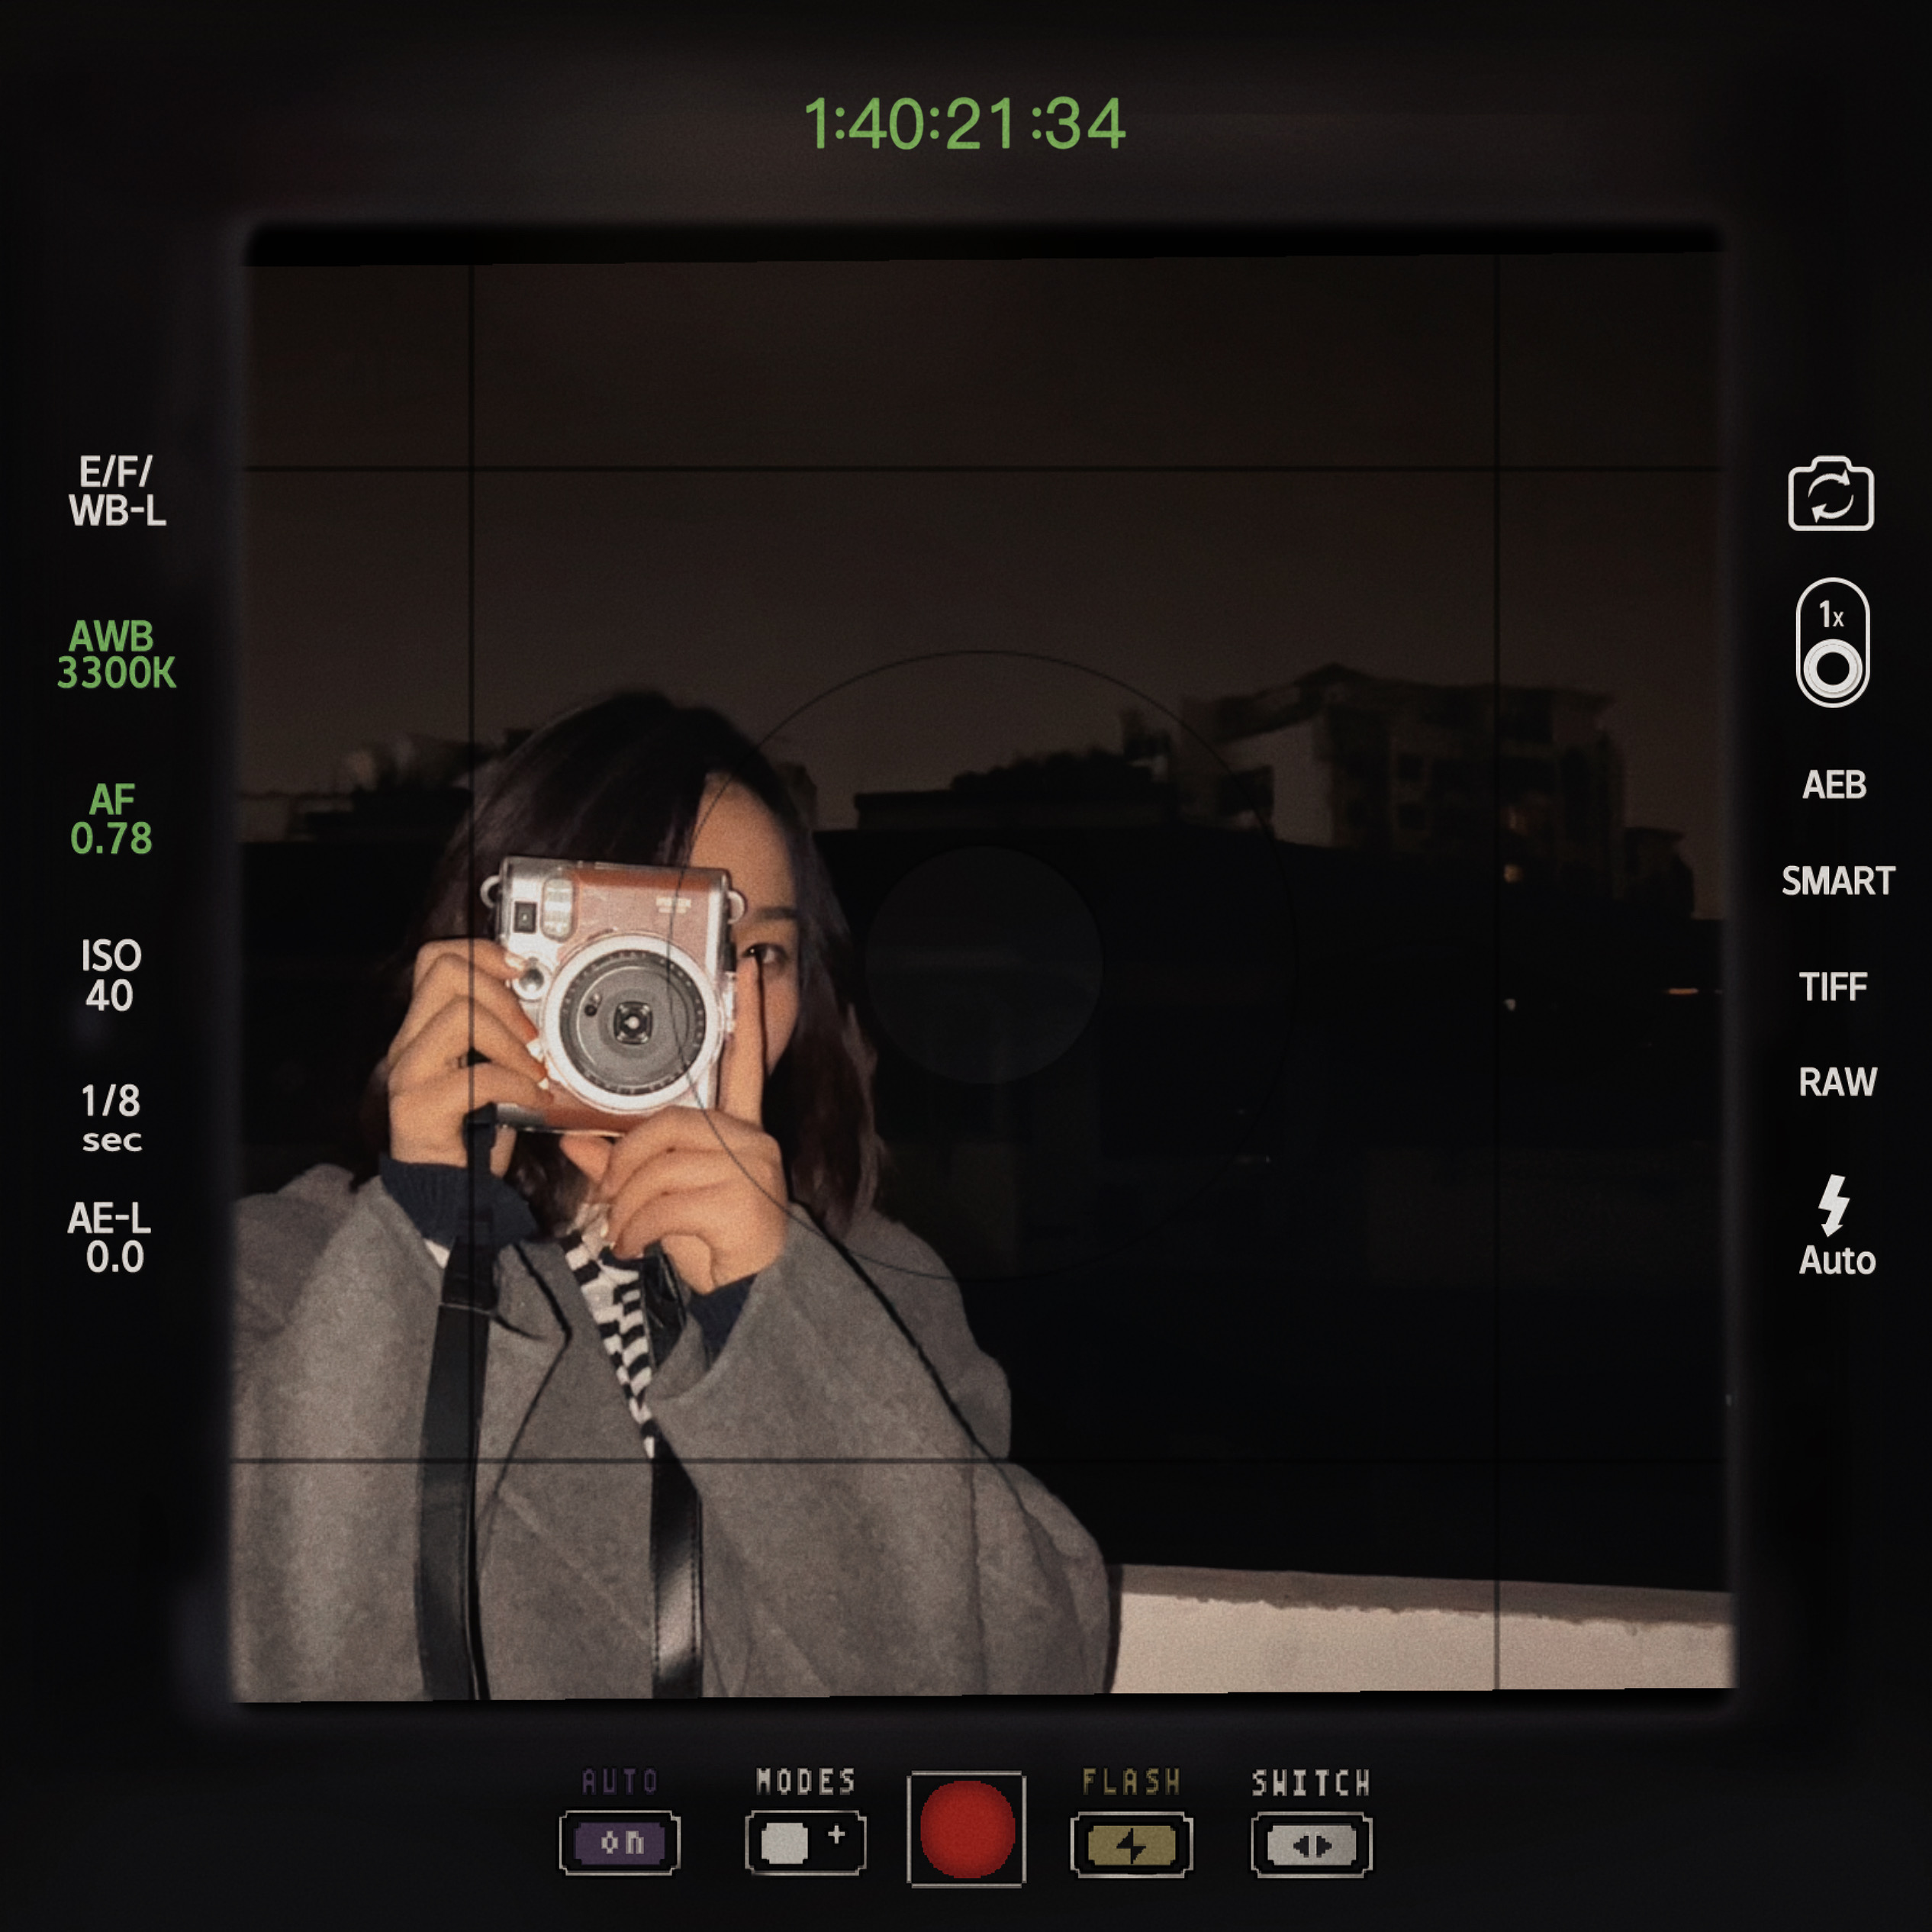 1:40:21:34
E/F/
WB-L
AWB
3300K
AF
0.78
ISO
40
1/8
sec
AE-L
0.0
1x
AEB
SMART
TIFF
RAW
Auto
AUTO
on
MODES
FLASH
SWITCH